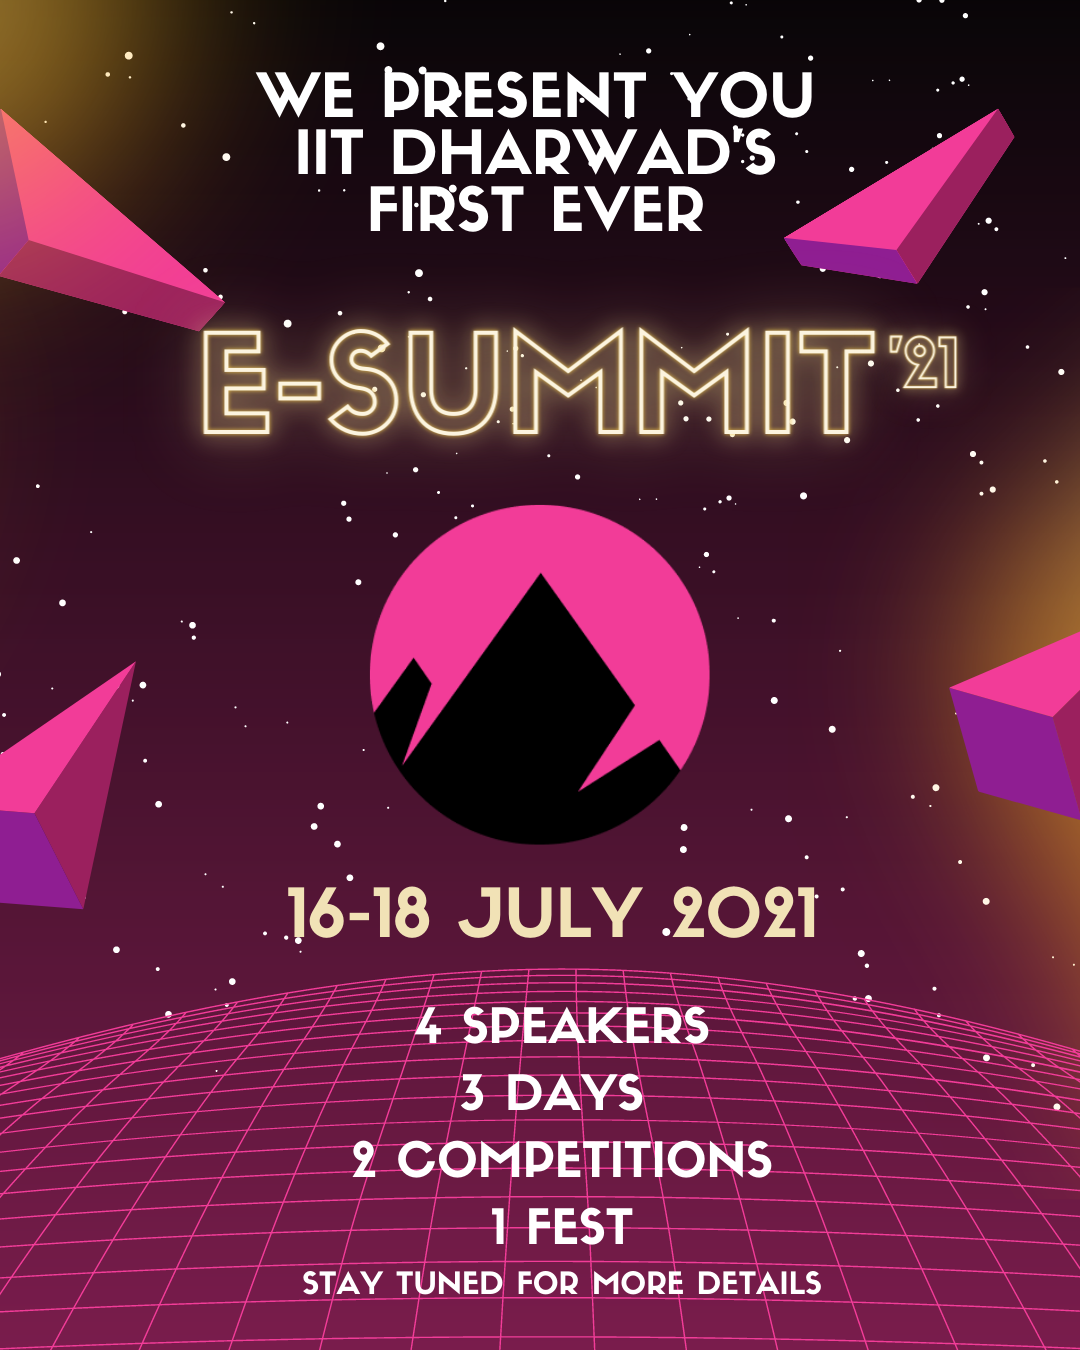 WE PRESENT YOU
IIT DHARWAD'S
FIRST EVER
E-SUMMIT '21
16-18 JULY 2021
4 SPEAKERS
3 DAYS
2 COMPETITIONS
1 FEST
STAY TUNED FOR MORE DETAILS